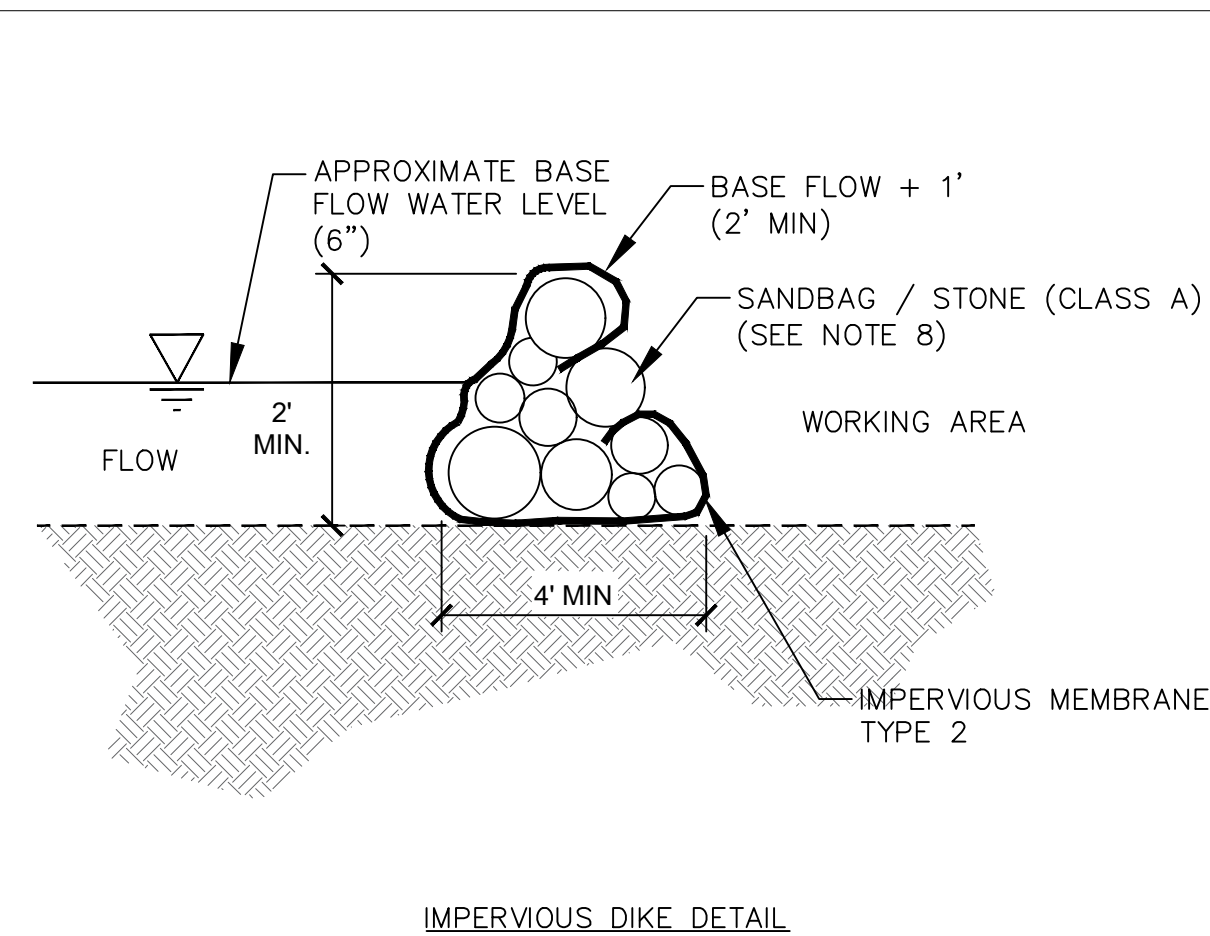 APPROXIMATE BASE
FLOW WATER LEVEL
(6")
BASE FLOW + 1'
(2' MIN)
SANDBAG / STONE (CLASS A)
(SEE NOTE 8)
2'
MIN.
WORKING AREA
FLOW
4' MIN
IMPERVIOUS MEMBRANE
TYPE 2
IMPERVIOUS DIKE DETAIL